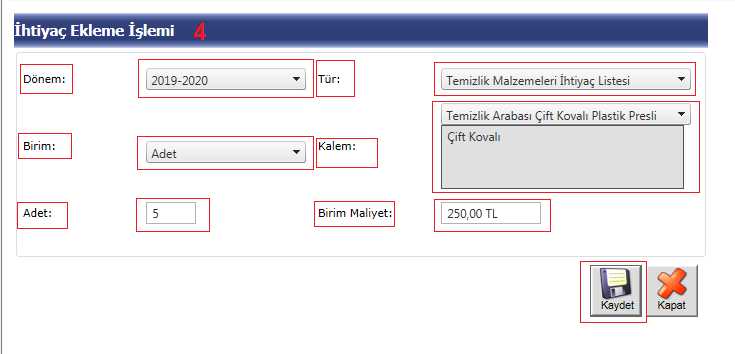 İhtiyaç Ekleme İşlemi 4
Dönem: 2019-2020 Tür: Temizlik Malzemeleri İhtiyaç Listesi
Temizlik Arabası Çift Kovalı Plastik Presli
Birim: Adet Kalem: Çift Kovalı
Adet: 5 Birim Maliyet: 250,00 TL
Kaydet Kapat